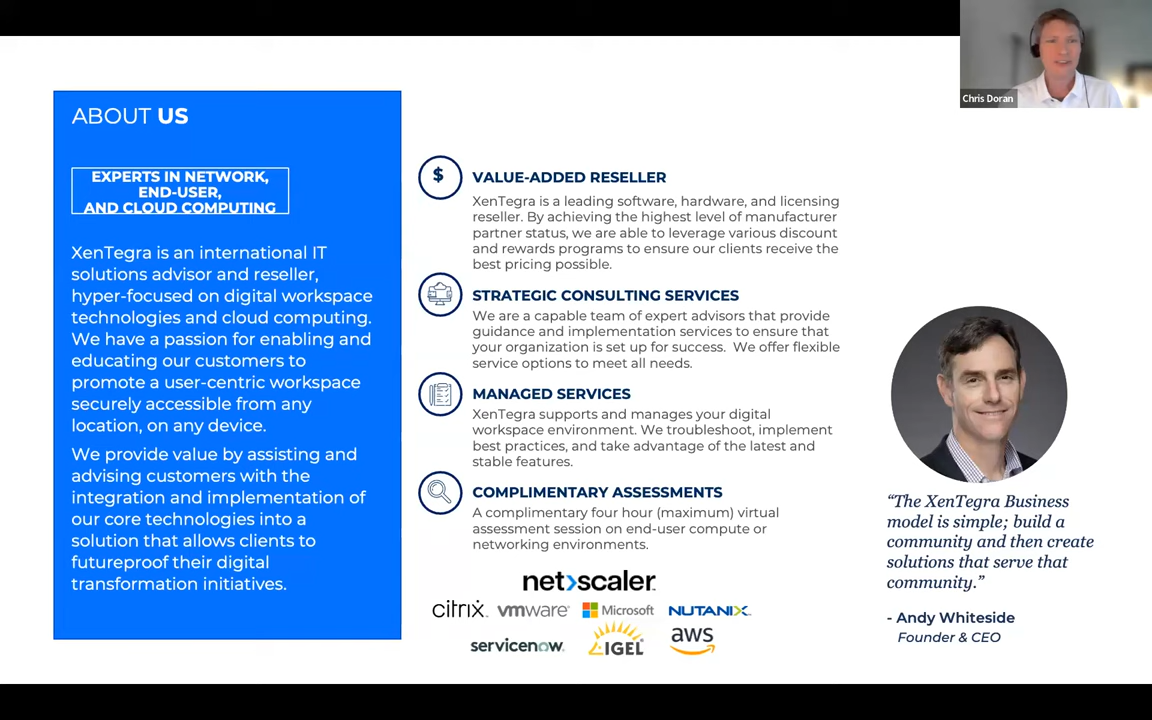 Chris Doran
ABOUT US
EXPERTS IN NETWORK,
END-USER,
AND CLOUD COMPUTING
XenTegra is an international IT
solutions advisor and reseller,
hyper-focused on digital workspace
technologies and cloud computing.
We have a passion for enabling and
educating our customers to
promote a user-centric workspace
securely accessible from any
location, on any device.
We provide value by assisting and
advising customers with the
integration and implementation of
our core technologies into a
solution that allows clients to
futureproof their digital
transformation initiatives.
$
VALUE-ADDED RESELLER
XenTegra is a leading software, hardware, and licensing
reseller. By achieving the highest level of manufacturer
partner status, we are able to leverage various discount
and rewards programs to ensure our clients receive the
best pricing possible.
STRATEGIC CONSULTING SERVICES
We are a capable team of expert advisors that provide
guidance and implementation services to ensure that
your organization is set up for success. We offer flexible
service options to meet all needs.
MANAGED SERVICES
XenTegra supports and manages your digital
workspace environment. We troubleshoot, implement
best practices, and take advantage of the latest and
stable features.
COMPLIMENTARY ASSESSMENTS
A complimentary four hour (maximum) virtual
assessment session on end-user compute or
networking environments.
net>scaler
citrix vmware Microsoft NUTANIX
servicenow IGEL aws
“The XenTegra Business
model is simple; build a
community and then create
solutions that serve that
community.”
- Andy Whiteside
Founder & CEO